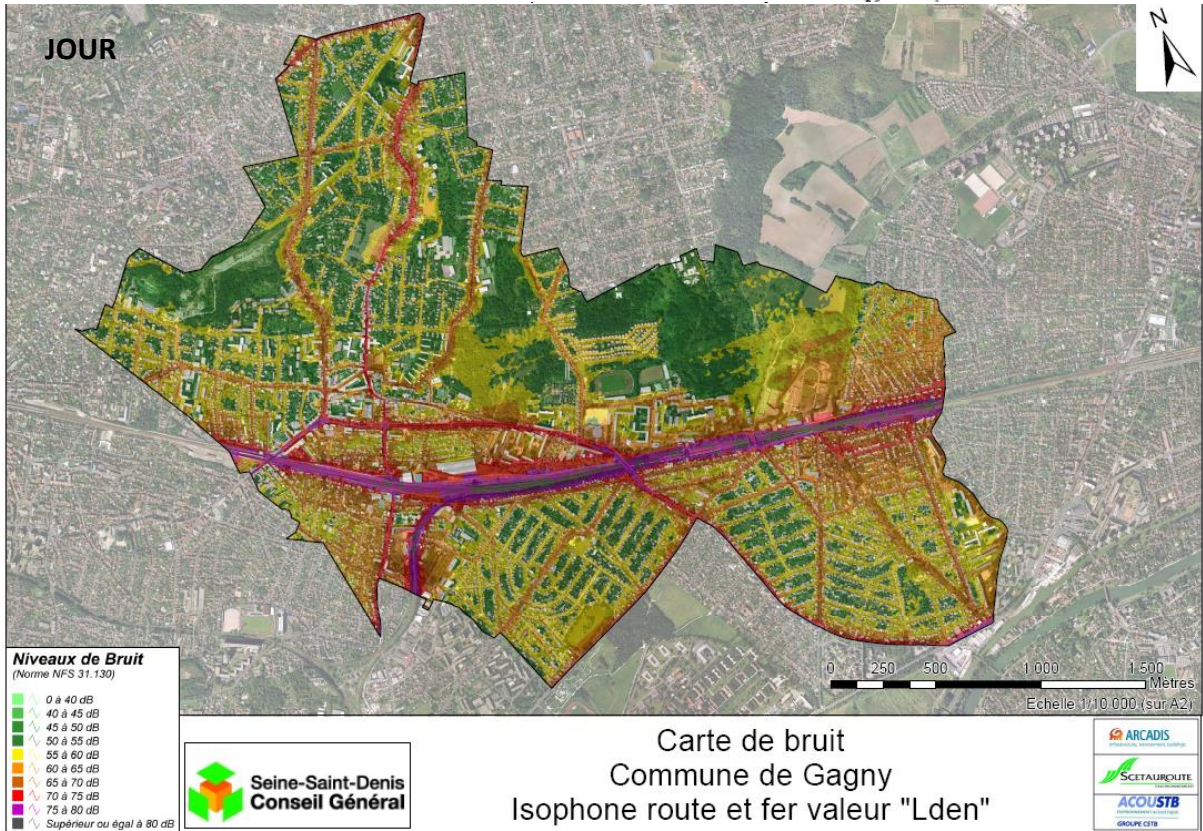 JOUR
N
0 250 500 1 000 1 500
Mètres
Echelle 1/10 000 (sur A2)
Niveaux de Bruit
(Norme NFS 31.130)
0 à 40 dB
40 à 45 dB
45 à 50 dB
50 à 55 dB
55 à 60 dB
60 à 65 dB
65 à 70 dB
70 à 75 dB
75 à 80 dB
Supérieur ou égal à 80 dB
Seine-Saint-Denis
Conseil Général
Carte de bruit
Commune de Gagny
Isophone route et fer valeur "Lden"
ARCADIS
SCETAUROUTE
ACOUSTB
GROUPE CSTB